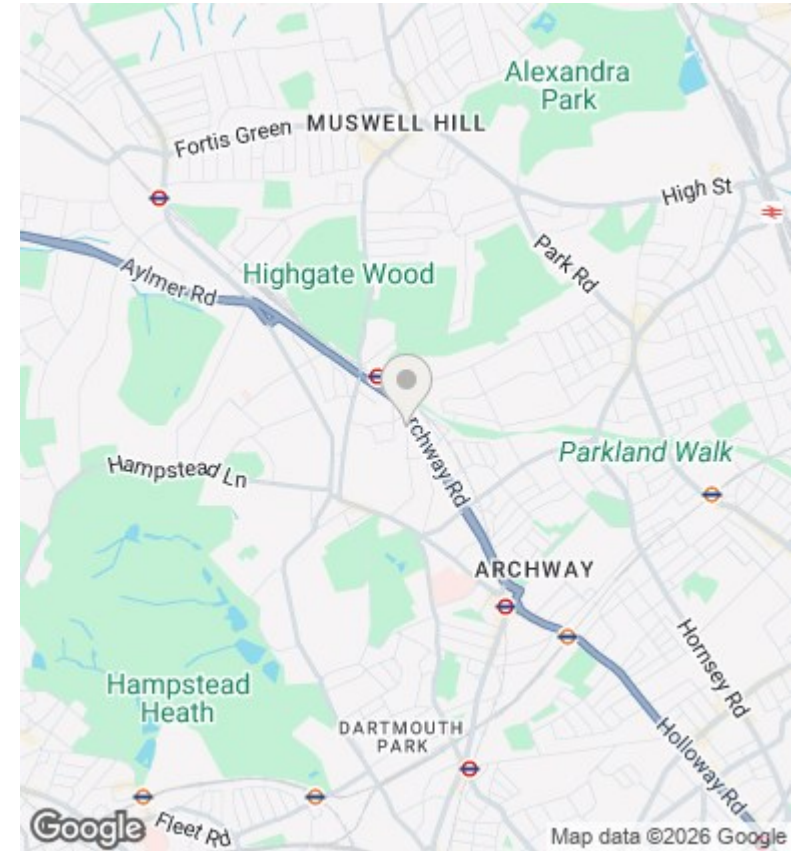 Alexandra
Park
MUSWELL HILL
Fortis Green
High St
Park Rd
Aylmer Rd
Highgate Wood
Archway Rd
Parkland Walk
Hampstead Ln
ARCHWAY
Hornsey Rd
Hampstead
Heath
DARTMOUTH
PARK
Holloway Rd
Fleet Rd
Google
Map data ©2026 Google